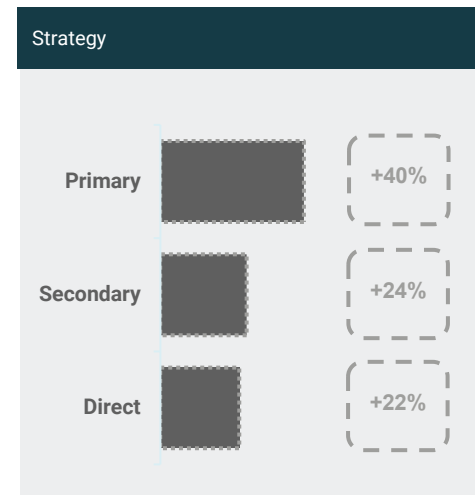 Strategy
Primary +40%
Secondary +24%
Direct +22%